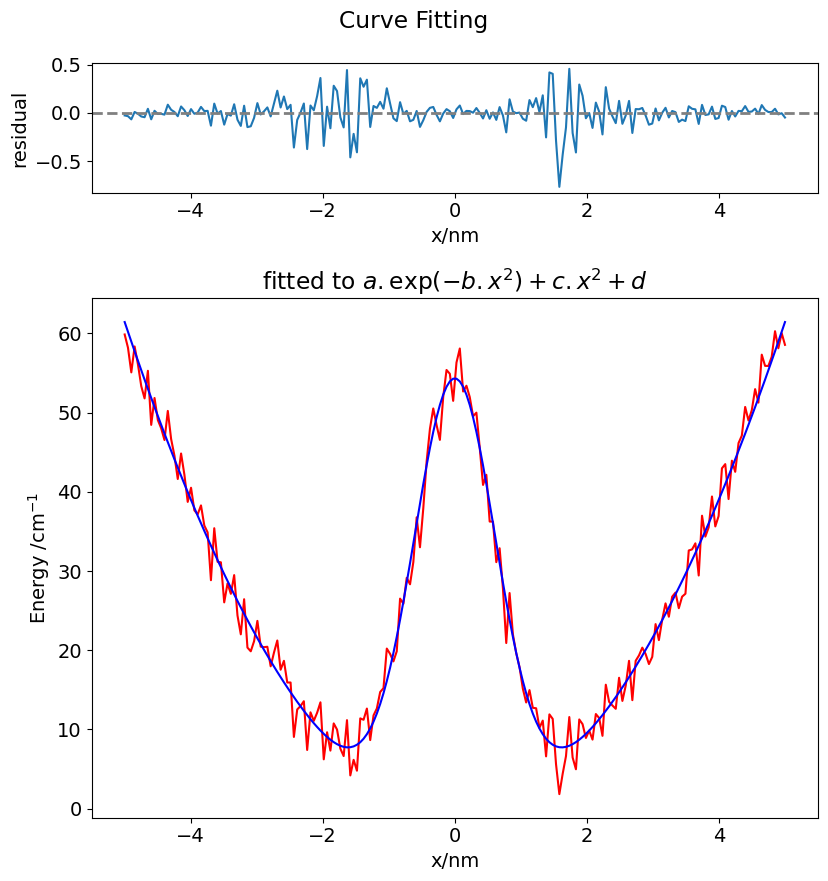 Curve Fitting
0.5
0.0
−0.5
residual
−4 −2 0 2 4
x/nm
fitted to a.exp(−b.x²)+c.x²+d
60
50
40
30
20
10
0
Energy /cm⁻¹
−4 −2 0 2 4
x/nm